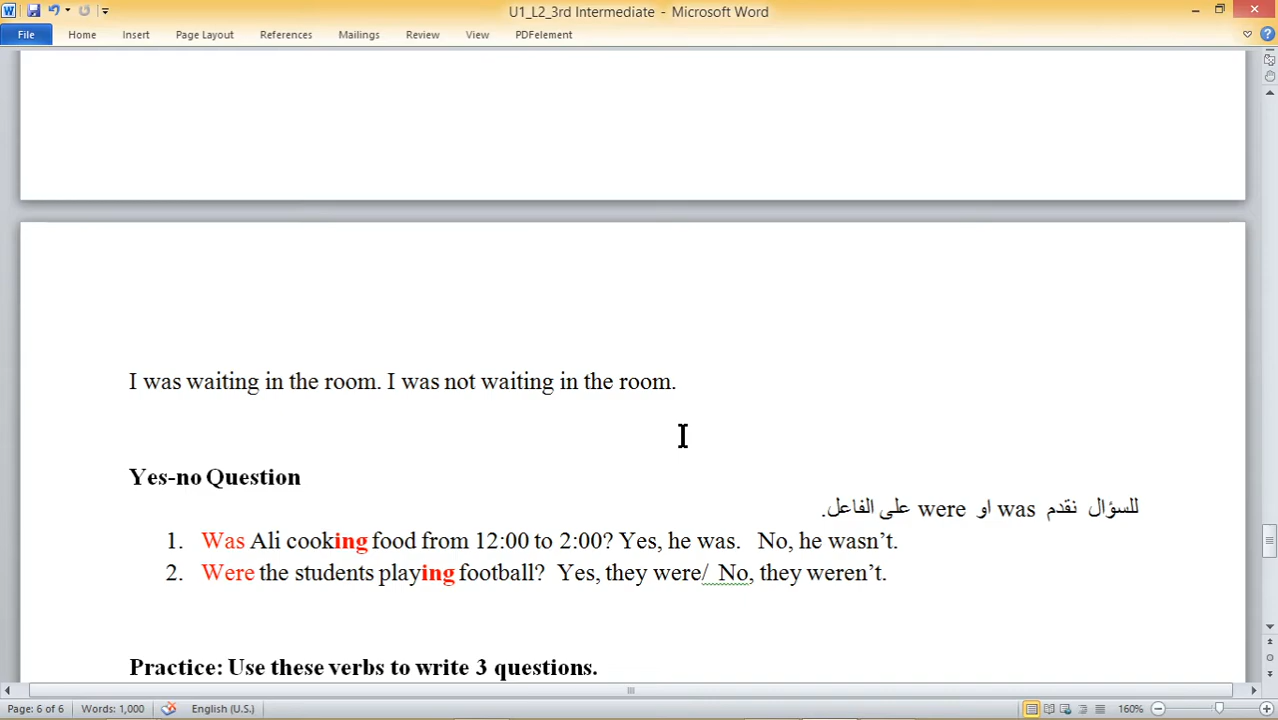 U1_L2_3rd Intermediate - Microsoft Word
File Home Insert Page Layout References Mailings Review View PDFelement
I was waiting in the room. I was not waiting in the room.
Yes-no Question
للسؤال نقدم was او were على الفاعل.
1. Was Ali cooking food from 12:00 to 2:00? Yes, he was. No, he wasn’t.
2. Were the students playing football? Yes, they were/ No, they weren’t.
Practice: Use these verbs to write 3 questions.
Page: 6 of 6 Words: 1,000 English (U.S.) 160%